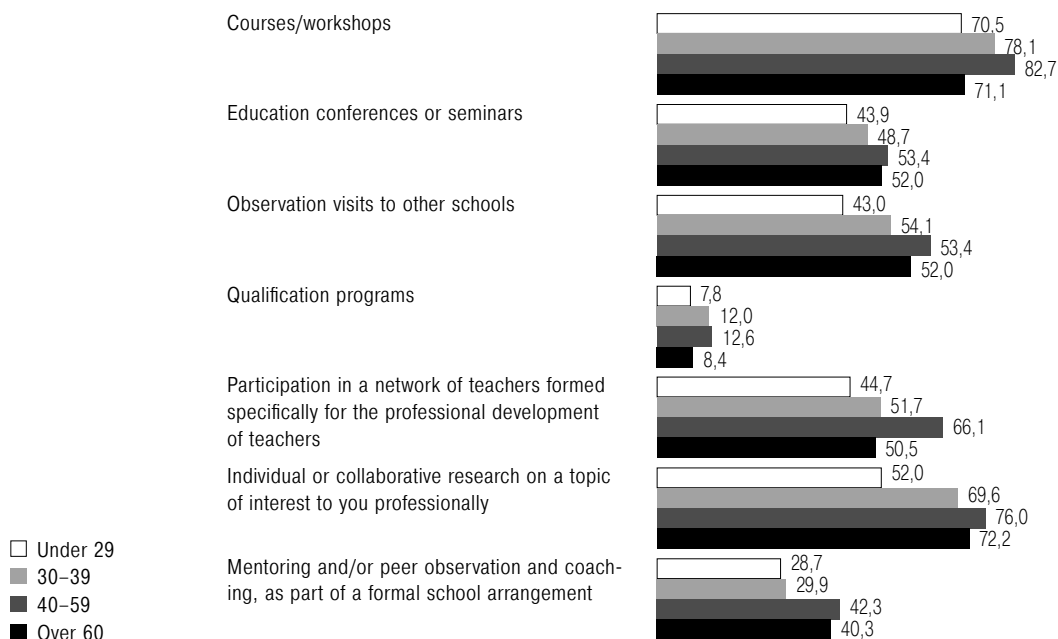 Courses/workshops
70,5
78,1
82,7
71,1
Education conferences or seminars
43,9
48,7
53,4
52,0
Observation visits to other schools
43,0
54,1
53,4
52,0
Qualification programs
7,8
12,0
12,6
8,4
Participation in a network of teachers formed
specifically for the professional development
of teachers
44,7
51,7
66,1
50,5
Individual or collaborative research on a topic
of interest to you professionally
52,0
69,6
76,0
72,2
Mentoring and/or peer observation and coach-
ing, as part of a formal school arrangement
28,7
29,9
42,3
40,3
Under 29
30–39
40–59
Over 60